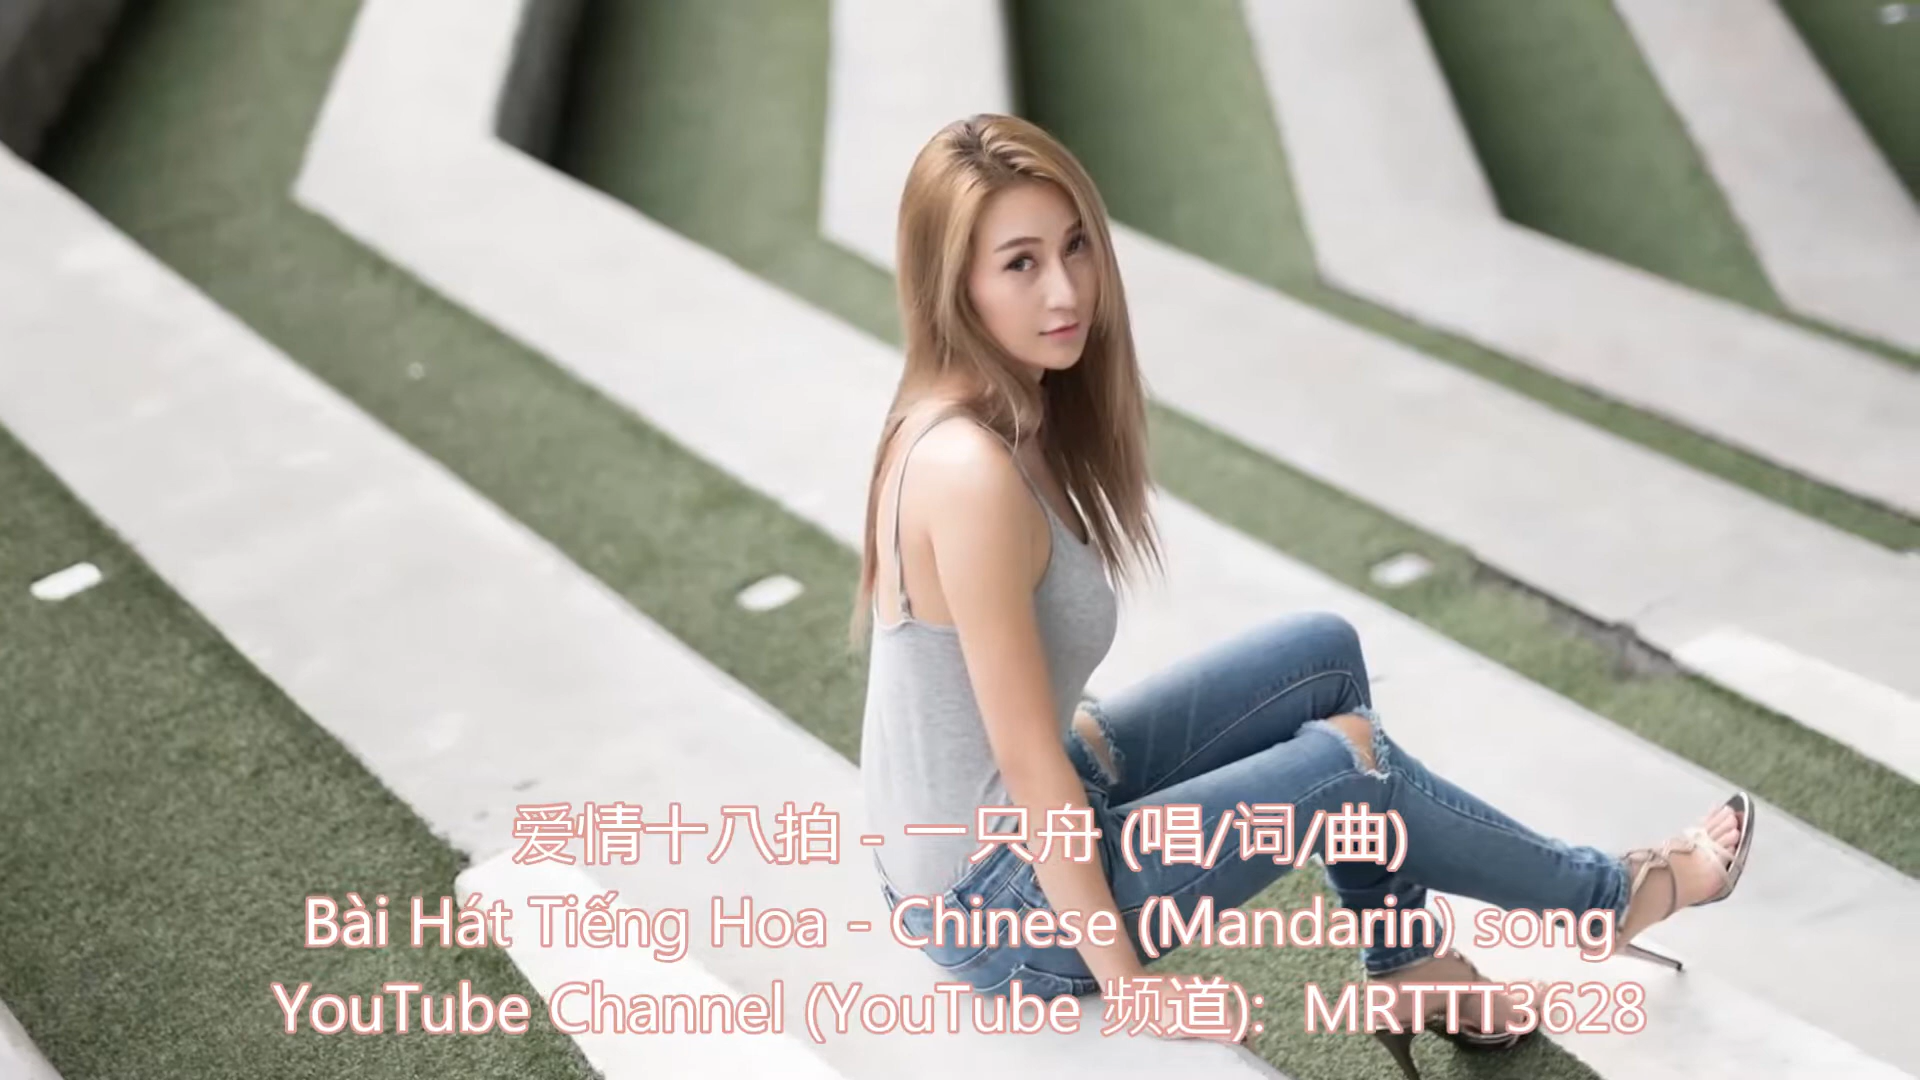 爱情十八拍 - 一只舟 (唱/词/曲)
Bài Hát Tiếng Hoa - Chinese (Mandarin) song
YouTube Channel (YouTube 频道):  MRTTT3628